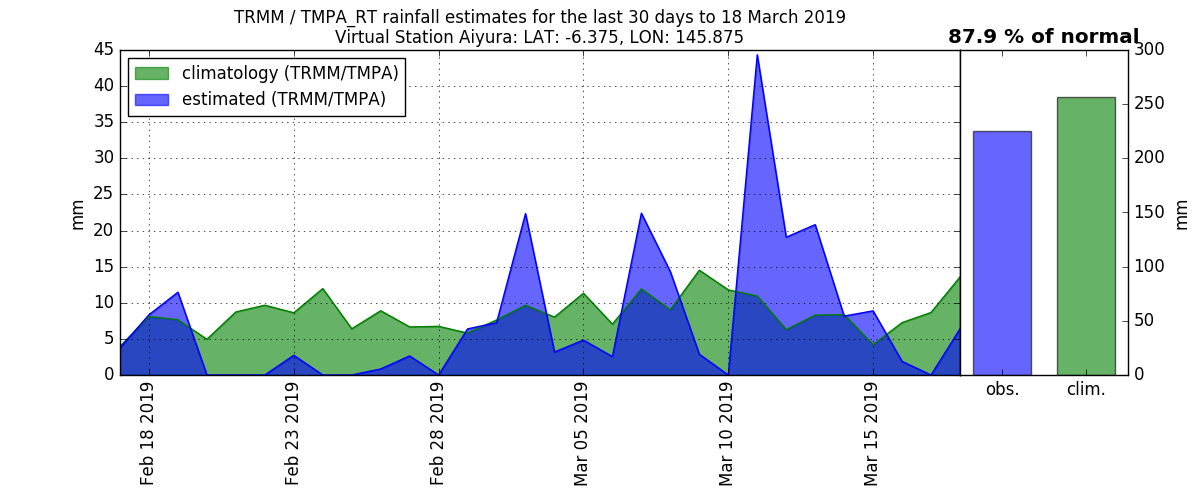 TRMM / TMPA_RT rainfall estimates for the last 30 days to 18 March 2019
Virtual Station Aiyura: LAT: -6.375, LON: 145.875
87.9 % of normal
climatology (TRMM/TMPA)
estimated (TRMM/TMPA)
45
40
35
30
25
20
15
10
5
0
mm
Feb 18 2019
Feb 23 2019
Feb 28 2019
Mar 05 2019
Mar 10 2019
Mar 15 2019
300
250
200
150
100
50
0
mm
obs.
clim.